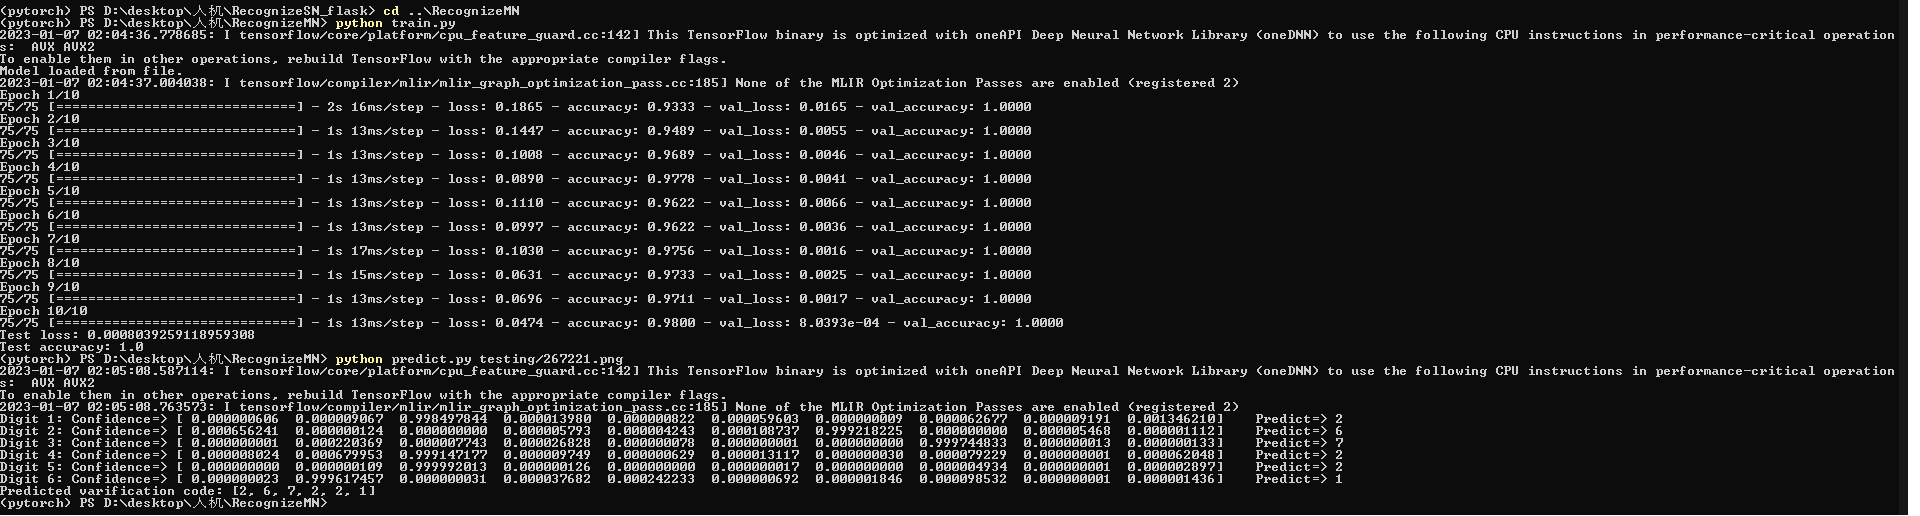 (pytorch) PS D:\desktop\人机\RecognizeSN_flask> cd ..\RecognizeMN
(pytorch) PS D:\desktop\人机\RecognizeMN> python train.py
2023-01-07 02:04:36.778685: I tensorflow/core/platform/cpu_feature_guard.cc:142] This TensorFlow binary is optimized with oneAPI Deep Neural Network Library (oneDNN) to use the following CPU instructions in performance-critical operation
s:  AVX AVX2
To enable them in other operations, rebuild TensorFlow with the appropriate compiler flags.
Model loaded from file.
2023-01-07 02:04:37.004038: I tensorflow/compiler/mlir/mlir_graph_optimization_pass.cc:185] None of the MLIR Optimization Passes are enabled (registered 2)
Epoch 1/10
75/75 [==============================] - 2s 16ms/step - loss: 0.1865 - accuracy: 0.9333 - val_loss: 0.0165 - val_accuracy: 1.0000
Epoch 2/10
75/75 [==============================] - 1s 13ms/step - loss: 0.1447 - accuracy: 0.9489 - val_loss: 0.0055 - val_accuracy: 1.0000
Epoch 3/10
75/75 [==============================] - 1s 13ms/step - loss: 0.1008 - accuracy: 0.9689 - val_loss: 0.0046 - val_accuracy: 1.0000
Epoch 4/10
75/75 [==============================] - 1s 13ms/step - loss: 0.0890 - accuracy: 0.9778 - val_loss: 0.0041 - val_accuracy: 1.0000
Epoch 5/10
75/75 [==============================] - 1s 13ms/step - loss: 0.1110 - accuracy: 0.9622 - val_loss: 0.0066 - val_accuracy: 1.0000
Epoch 6/10
75/75 [==============================] - 1s 13ms/step - loss: 0.0997 - accuracy: 0.9622 - val_loss: 0.0036 - val_accuracy: 1.0000
Epoch 7/10
75/75 [==============================] - 1s 17ms/step - loss: 0.1030 - accuracy: 0.9756 - val_loss: 0.0016 - val_accuracy: 1.0000
Epoch 8/10
75/75 [==============================] - 1s 15ms/step - loss: 0.0631 - accuracy: 0.9733 - val_loss: 0.0025 - val_accuracy: 1.0000
Epoch 9/10
75/75 [==============================] - 1s 13ms/step - loss: 0.0696 - accuracy: 0.9711 - val_loss: 0.0017 - val_accuracy: 1.0000
Epoch 10/10
75/75 [==============================] - 1s 13ms/step - loss: 0.0474 - accuracy: 0.9800 - val_loss: 8.0393e-04 - val_accuracy: 1.0000
Test loss: 0.0008039259118959308
Test accuracy: 1.0
(pytorch) PS D:\desktop\人机\RecognizeMN> python predict.py testing/267221.png
2023-01-07 02:05:08.587114: I tensorflow/core/platform/cpu_feature_guard.cc:142] This TensorFlow binary is optimized with oneAPI Deep Neural Network Library (oneDNN) to use the following CPU instructions in performance-critical operation
s:  AVX AVX2
To enable them in other operations, rebuild TensorFlow with the appropriate compiler flags.
2023-01-07 02:05:08.763573: I tensorflow/compiler/mlir/mlir_graph_optimization_pass.cc:185] None of the MLIR Optimization Passes are enabled (registered 2)
Digit 1: Confidence=> [ 0.000000606  0.000009067  0.998497844  0.000013980  0.000000822  0.000059603  0.000000009  0.000062677  0.000009191  0.001346210]    Predict=> 2
Digit 2: Confidence=> [ 0.000656241  0.000000124  0.000000000  0.000005793  0.000004243  0.000108737  0.999218225  0.000000000  0.000005468  0.000001112]    Predict=> 6
Digit 3: Confidence=> [ 0.000000001  0.000220369  0.000007743  0.000026828  0.000000078  0.000000001  0.000000000  0.999744833  0.000000013  0.000000133]    Predict=> 7
Digit 4: Confidence=> [ 0.000008024  0.000679953  0.999147177  0.000009749  0.000000629  0.000013117  0.000000030  0.000079229  0.000000001  0.000062048]    Predict=> 2
Digit 5: Confidence=> [ 0.000000000  0.000000109  0.999992013  0.000000126  0.000000000  0.000000017  0.000000000  0.000004934  0.000000001  0.000002897]    Predict=> 2
Digit 6: Confidence=> [ 0.000000023  0.999617457  0.000000031  0.000037682  0.000242233  0.000000692  0.000001846  0.000098532  0.000000001  0.000001436]    Predict=> 1
Predicted varification code: [2, 6, 7, 2, 2, 1]
(pytorch) PS D:\desktop\人机\RecognizeMN>